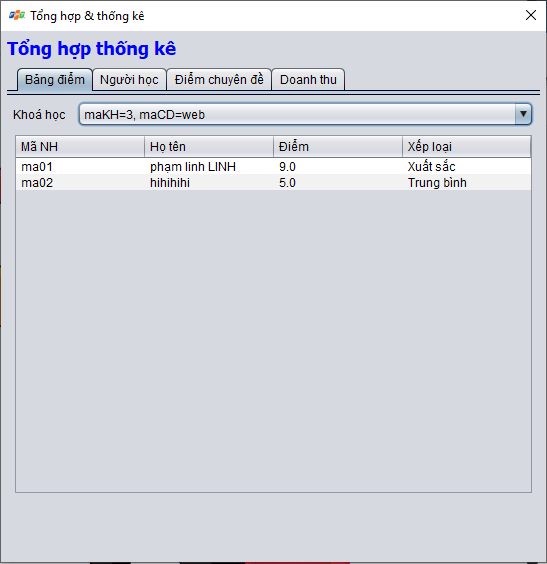 Tổng hợp & thống kê
Tổng hợp thống kê
Bảng điểm Người học Điểm chuyên đề Doanh thu
Khoá học maKH=3, maCD=web
Mã NH Họ tên Điểm Xếp loại
ma01 phạm linh LINH 9.0 Xuất sắc
ma02 hihihihi 5.0 Trung bình